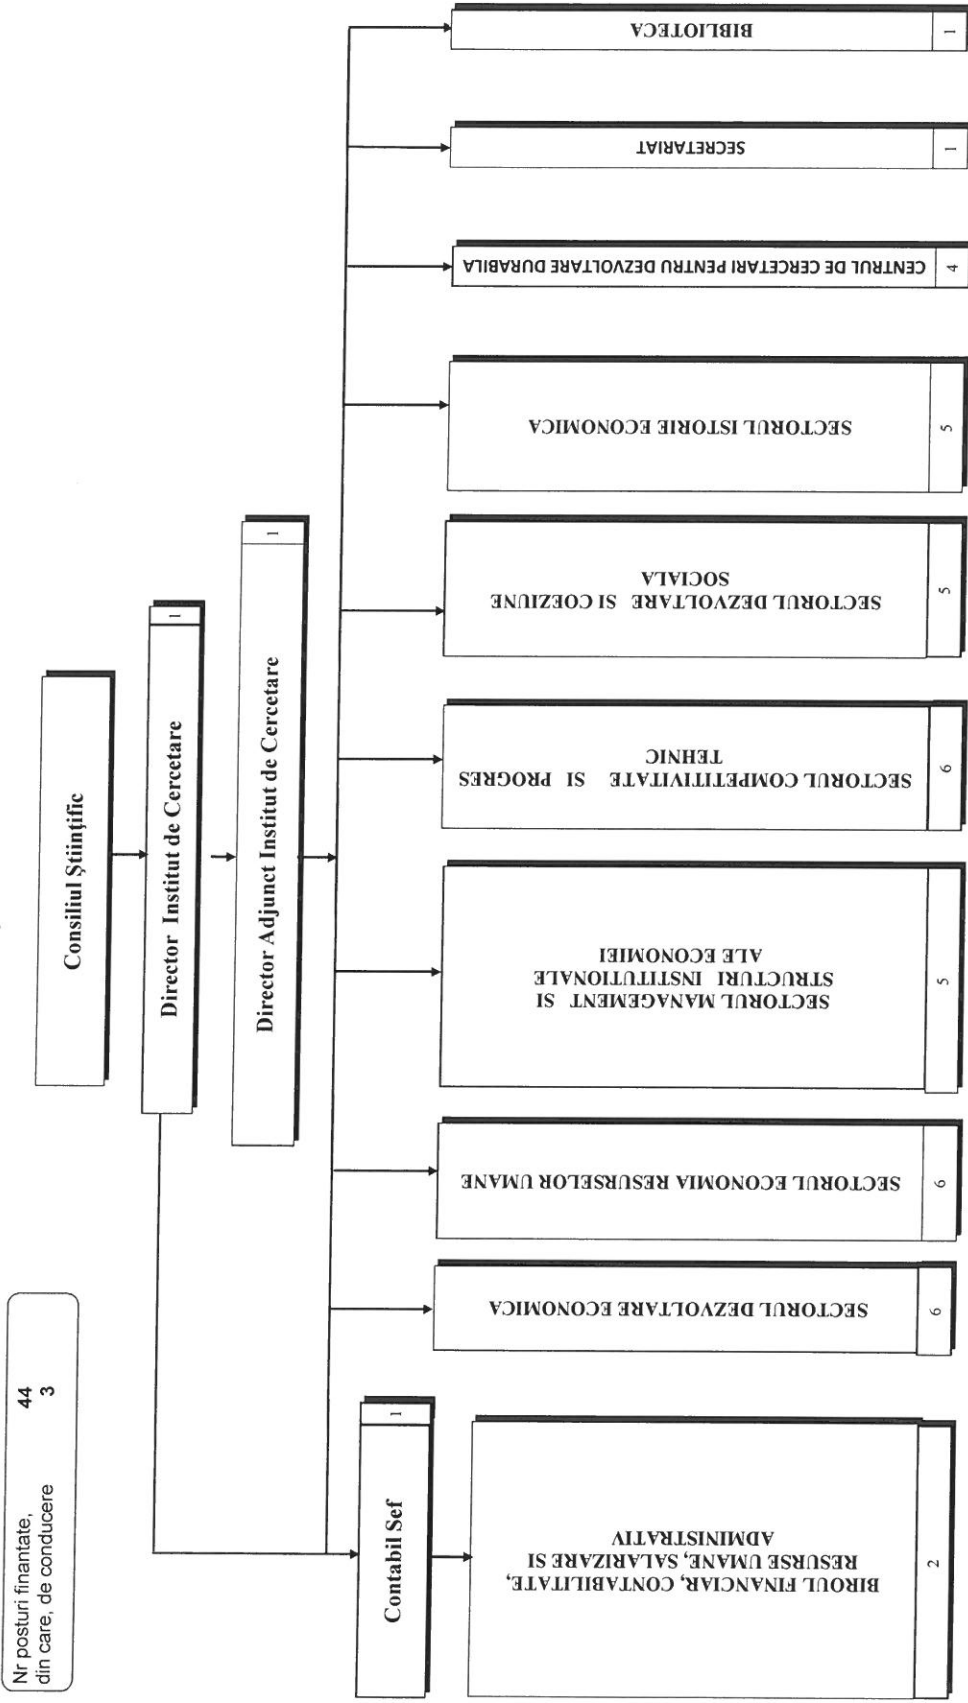 Nr posturi finantate, 44
din care, de conducere 3
Consiliul Ştiinţific
Director Institut de Cercetare 1
Director Adjunct Institut de Cercetare 1
Contabil Sef 1
BIROUL FINANCIAR, CONTABILITATE,
RESURSE UMANE, SALARIZARE SI
ADMINISTRATIV
2
SECTORUL DEZVOLTARE ECONOMICA
6
SECTORUL ECONOMIA RESURSELOR UMANE
6
SECTORUL MANAGEMENT SI
STRUCTURI INSTITUTIONALE
ALE ECONOMIEI
5
SECTORUL COMPETITIVITATE SI PROGRES
TEHNIC
6
SECTORUL DEZVOLTARE SI COEZIUNE
SOCIALA
5
SECTORUL ISTORIE ECONOMICA
5
CENTRUL DE CERCETARI PENTRU DEZVOLTARE DURABILA
4
SECRETARIAT
1
BIBLIOTECA
1